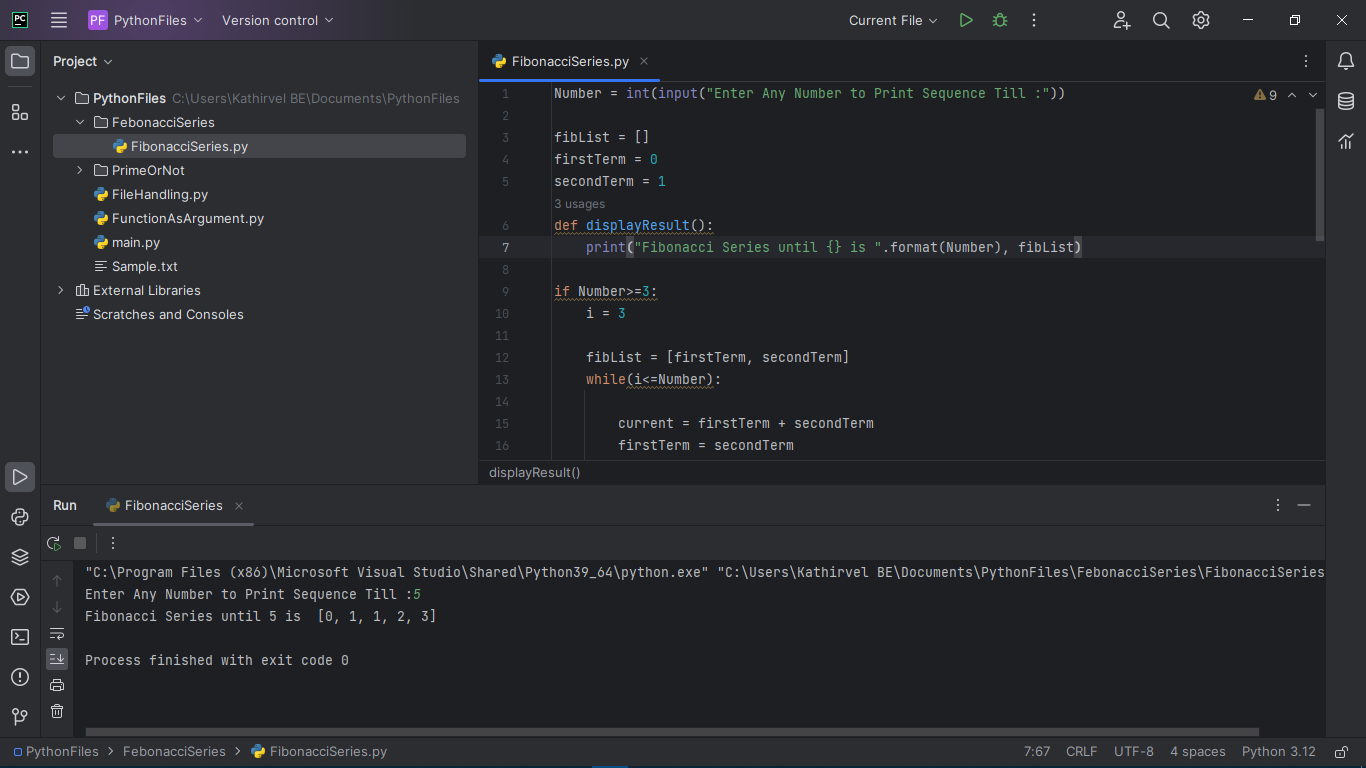 PC PF PythonFiles Version control Current File
Project
PythonFiles C:\Users\Kathirvel BE\Documents\PythonFiles
FebonacciSeries
FibonacciSeries.py
PrimeOrNot
FileHandling.py
FunctionAsArgument.py
main.py
Sample.txt
External Libraries
Scratches and Consoles
FibonacciSeries.py
9
1 Number = int(input("Enter Any Number to Print Sequence Till :"))
2
3 fibList = []
4 firstTerm = 0
5 secondTerm = 1
3 usages
6 def displayResult():
7 print("Fibonacci Series until {} is ".format(Number), fibList)
8
9 if Number>=3:
10 i = 3
11
12 fibList = [firstTerm, secondTerm]
13 while(i<=Number):
14
15 current = firstTerm + secondTerm
16 firstTerm = secondTerm
displayResult()
Run FibonacciSeries
"C:\Program Files (x86)\Microsoft Visual Studio\Shared\Python39_64\python.exe" "C:\Users\Kathirvel BE\Documents\PythonFiles\FebonacciSeries\FibonacciSeries
Enter Any Number to Print Sequence Till :5
Fibonacci Series until 5 is  [0, 1, 1, 2, 3]
Process finished with exit code 0
PythonFiles > FebonacciSeries > FibonacciSeries.py 7:67 CRLF UTF-8 4 spaces Python 3.12